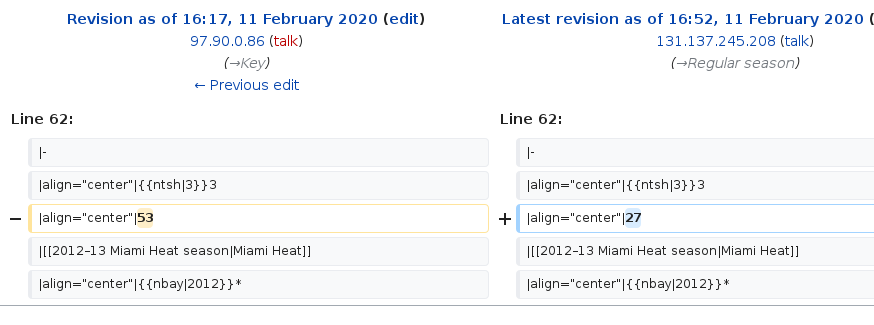 Revision as of 16:17, 11 February 2020 (edit)
97.90.0.86 (talk)
(→Key)
← Previous edit
Latest revision as of 16:52, 11 February 2020 (
131.137.245.208 (talk)
(→Regular season)
Line 62:
Line 62:
|-
|-
|align="center"|{{ntsh|3}}3
|align="center"|{{ntsh|3}}3
− |align="center"|53
+ |align="center"|27
|[[2012–13 Miami Heat season|Miami Heat]]
|[[2012–13 Miami Heat season|Miami Heat]]
|align="center"|{{nbay|2012}}*
|align="center"|{{nbay|2012}}*